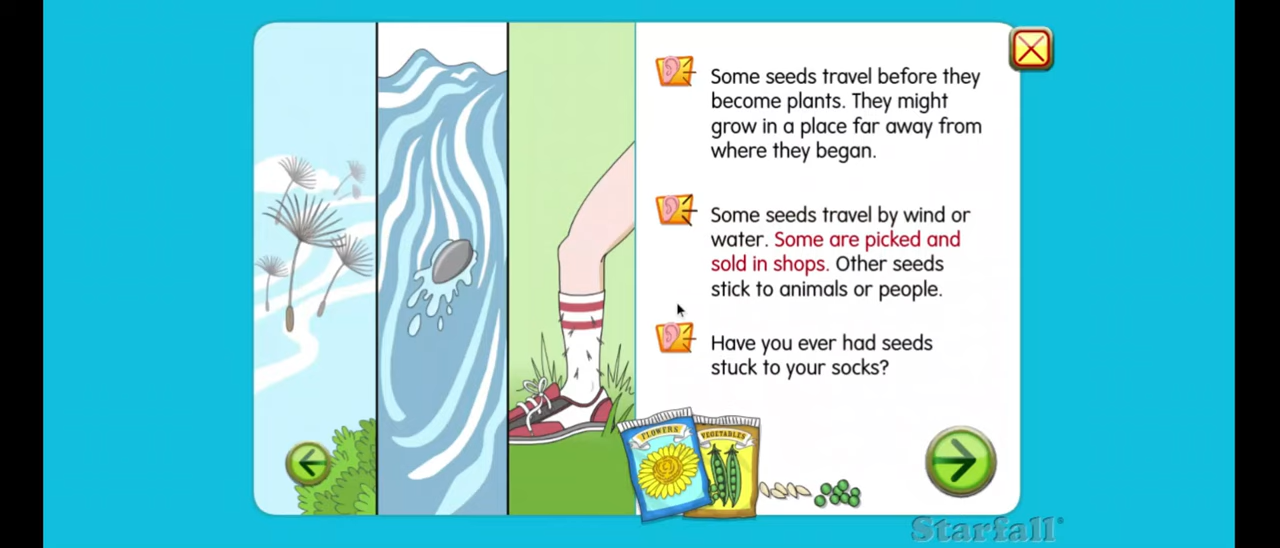 Some seeds travel before they
become plants. They might
grow in a place far away from
where they began.
Some seeds travel by wind or
water. Some are picked and
sold in shops. Other seeds
stick to animals or people.
Have you ever had seeds
stuck to your socks?
FLOWERS
VEGETABLES
Starfall